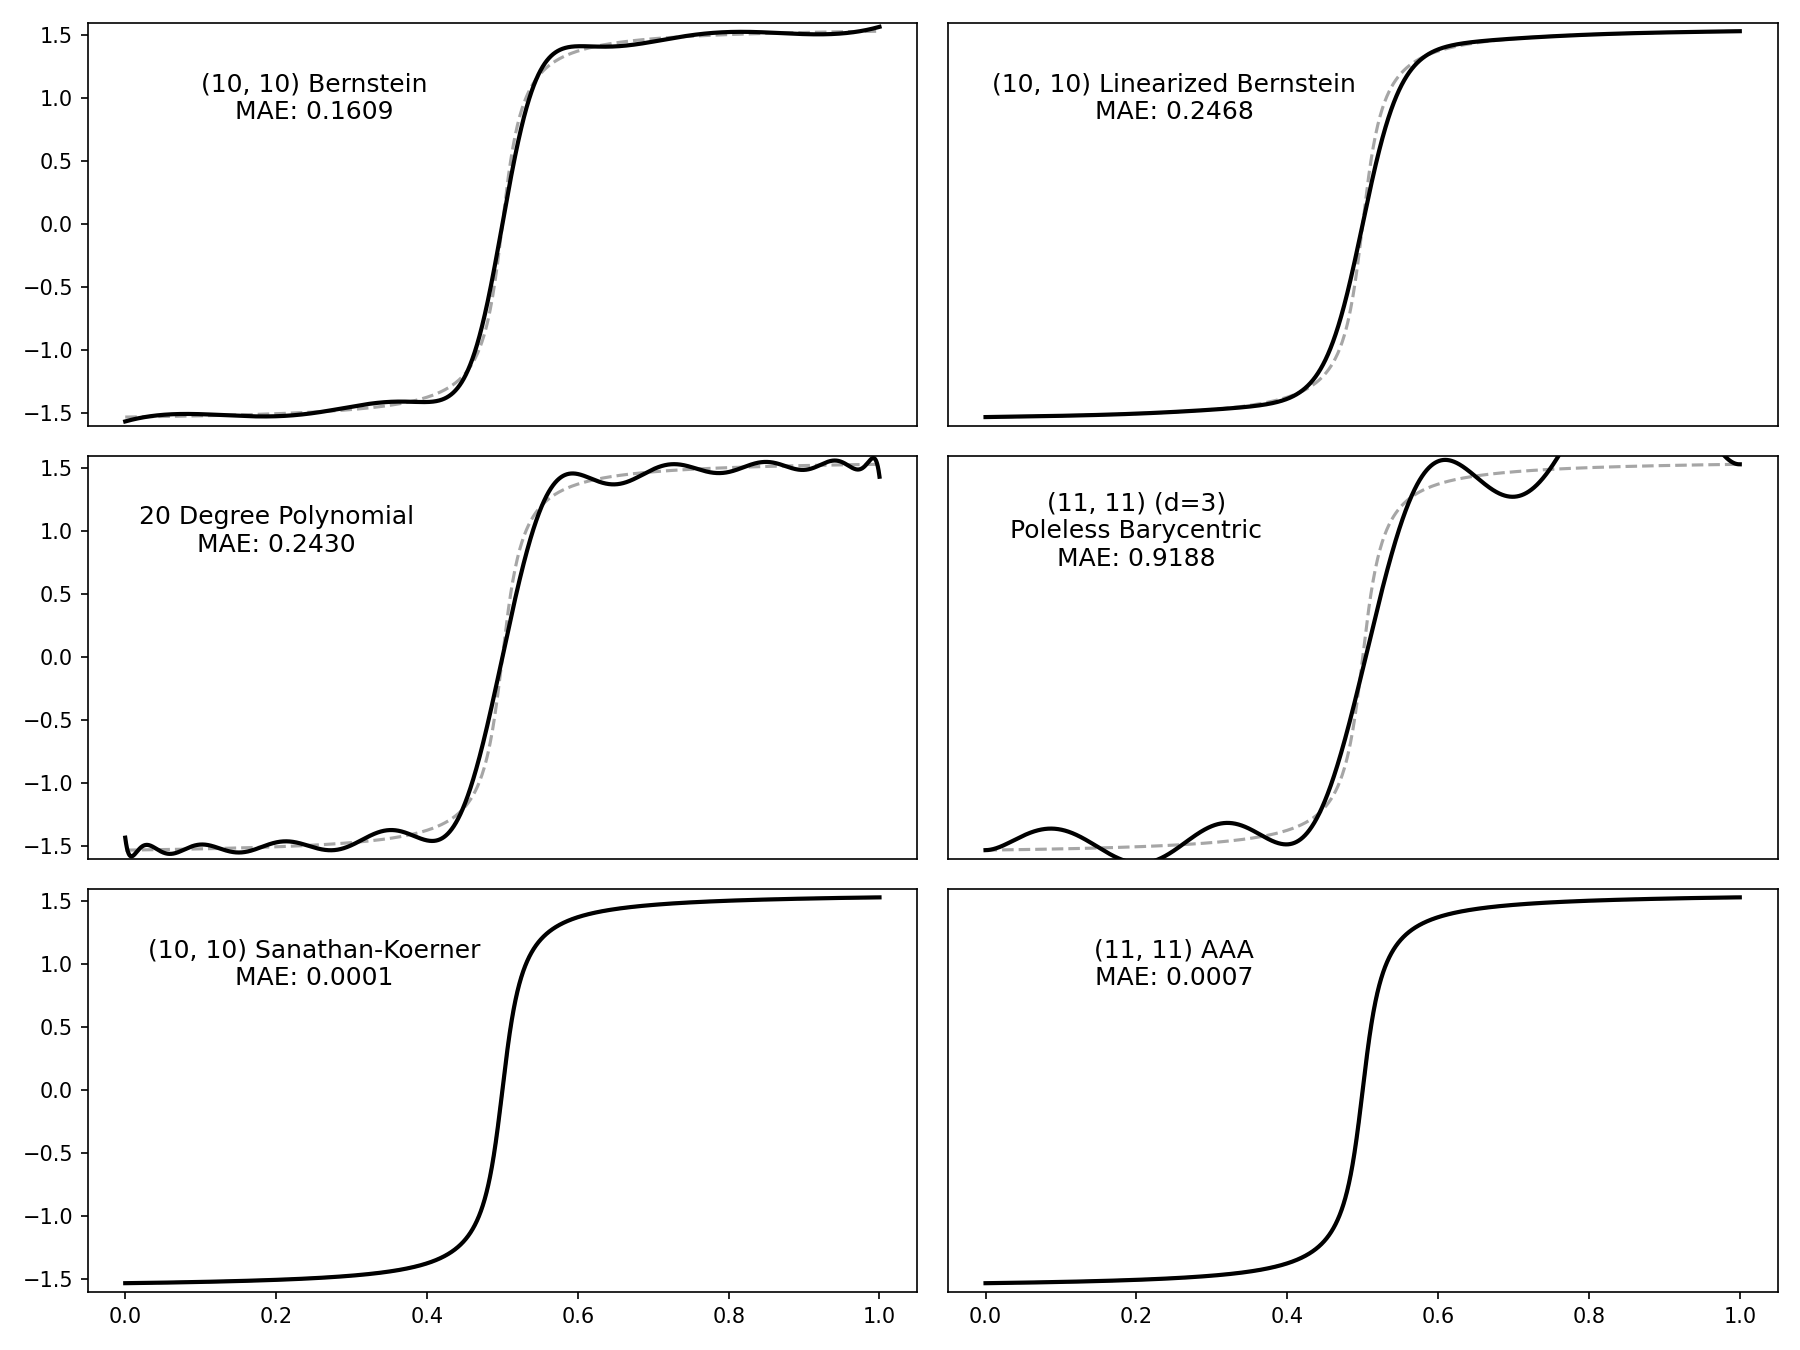 1.5
1.0
0.5
0.0
−0.5
−1.0
−1.5
(10, 10) Bernstein
MAE: 0.1609
(10, 10) Linearized Bernstein
MAE: 0.2468
1.5
1.0
0.5
0.0
−0.5
−1.0
−1.5
20 Degree Polynomial
MAE: 0.2430
(11, 11) (d=3)
Poleless Barycentric
MAE: 0.9188
1.5
1.0
0.5
0.0
−0.5
−1.0
−1.5
(10, 10) Sanathan-Koerner
MAE: 0.0001
0.0 0.2 0.4 0.6 0.8 1.0
(11, 11) AAA
MAE: 0.0007
0.0 0.2 0.4 0.6 0.8 1.0